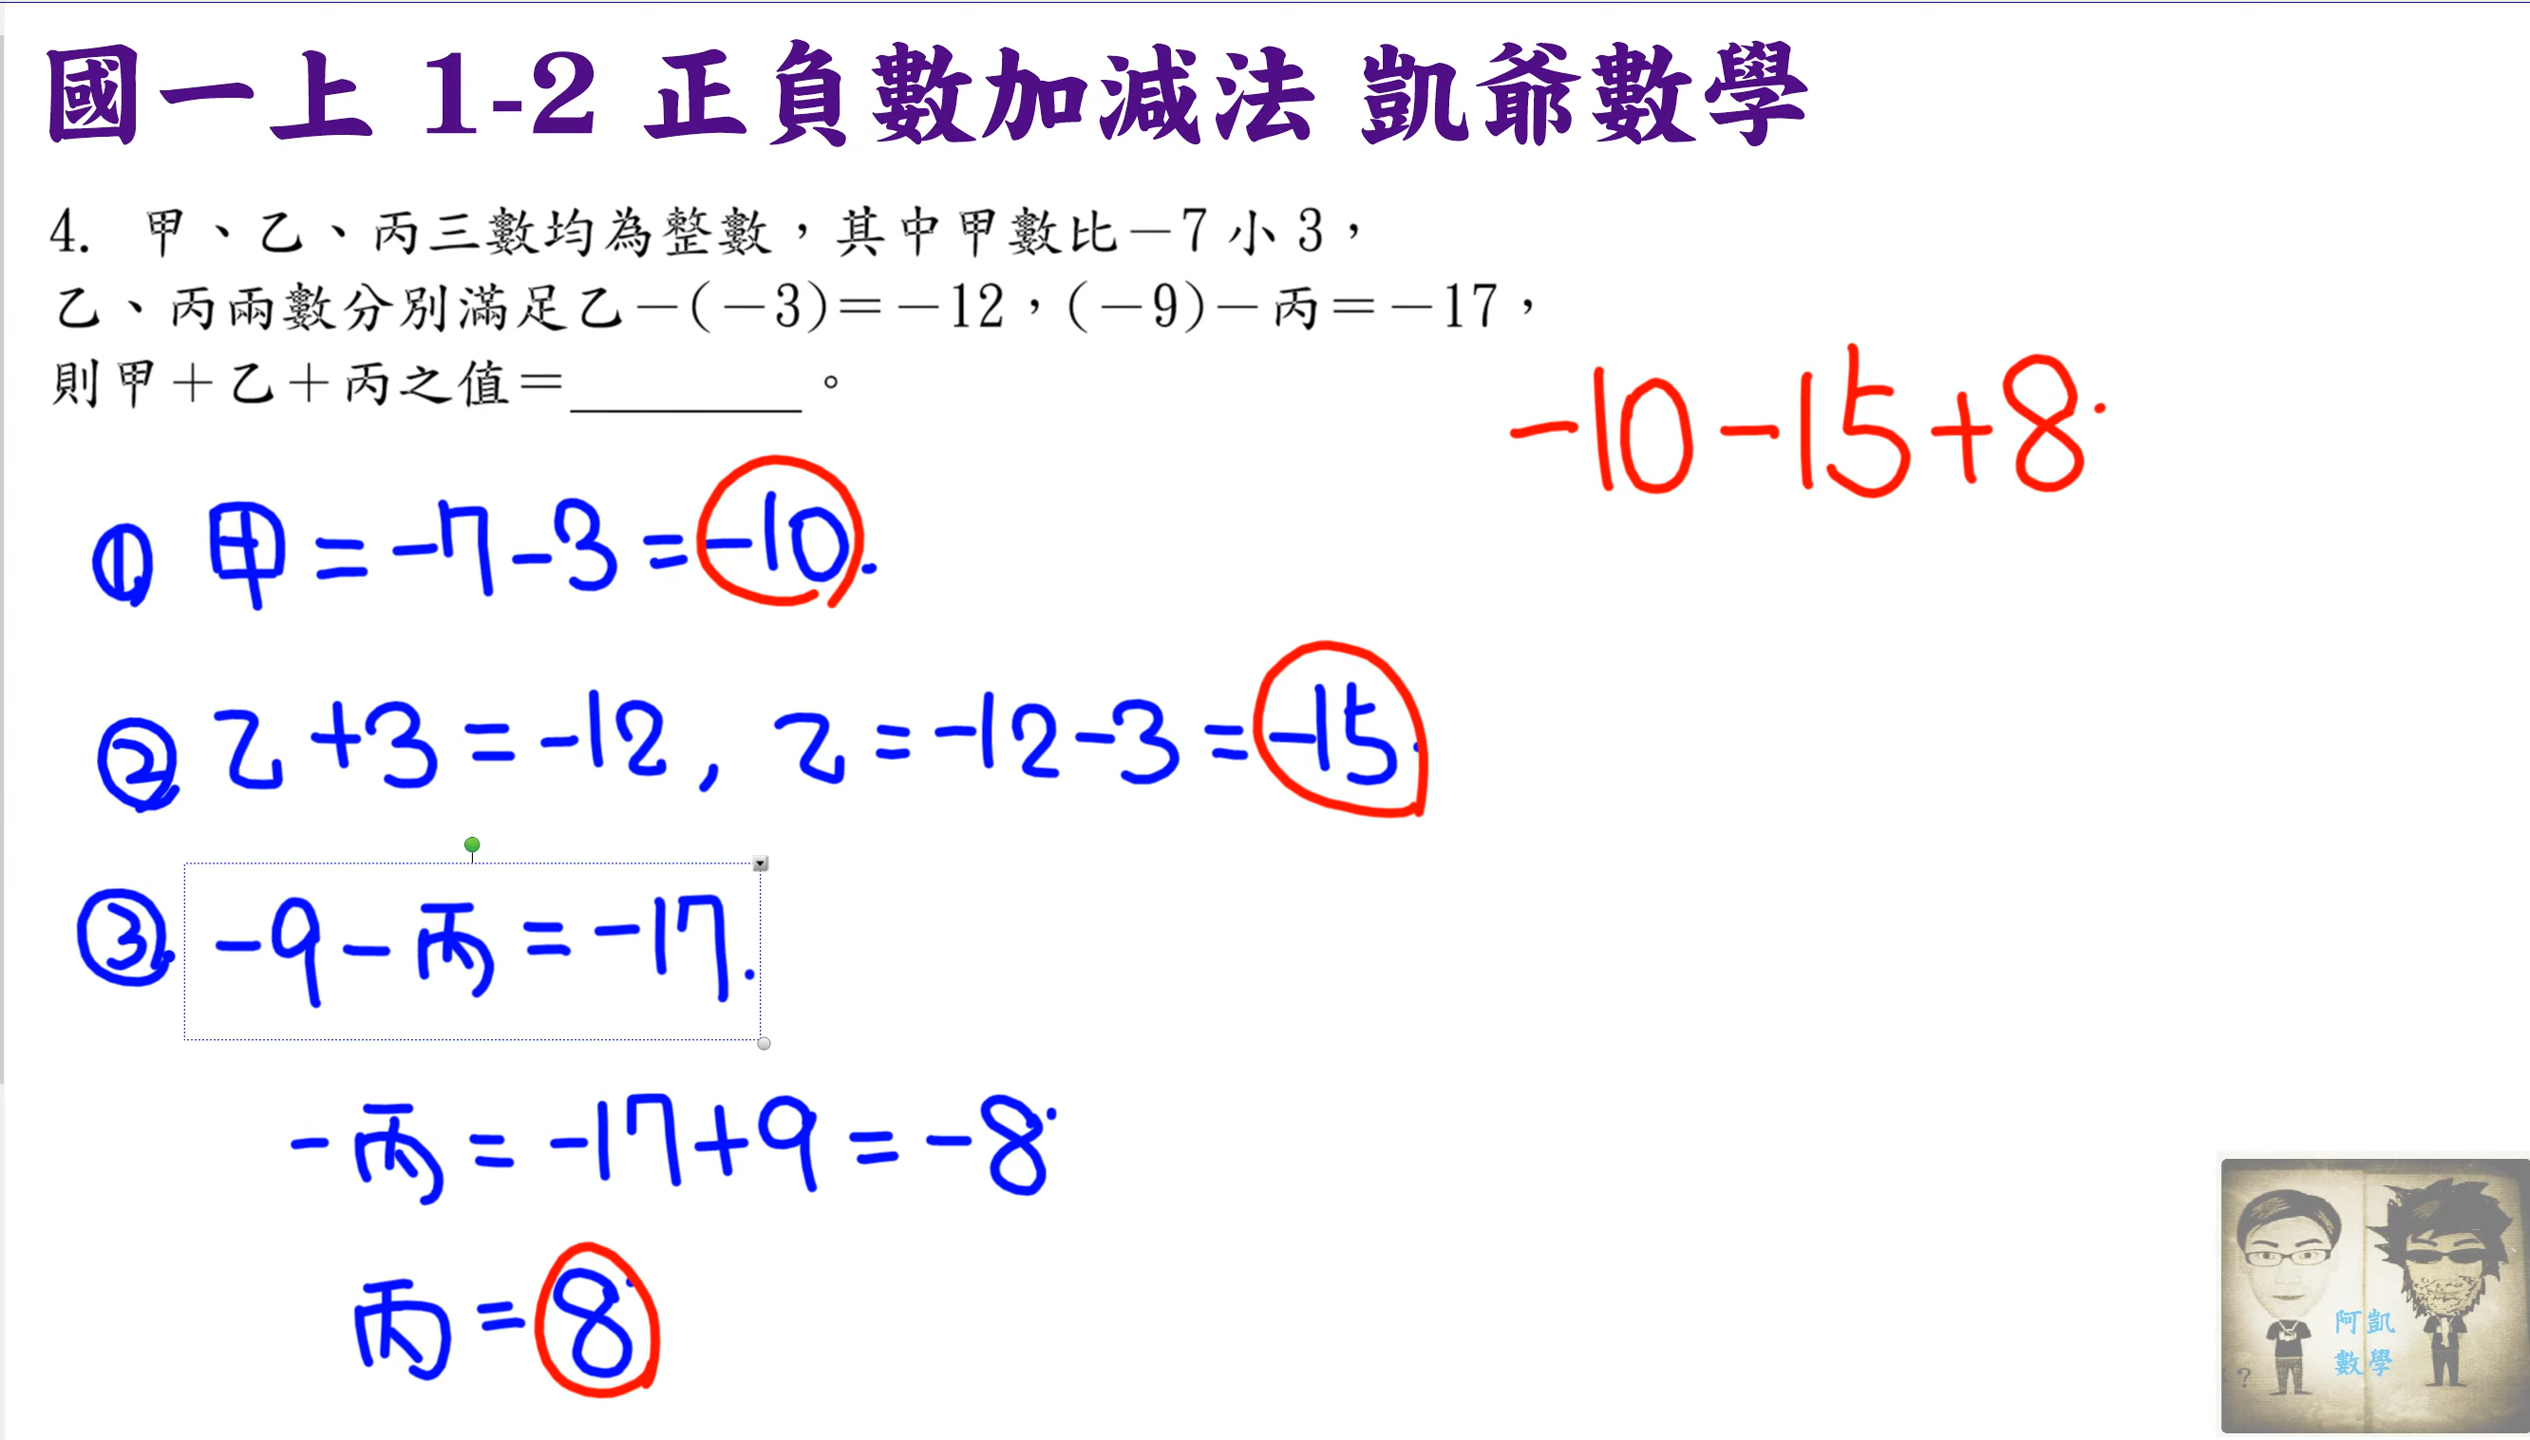 國一上 1-2 正負數加減法 凱爺數學
4. 甲、乙、丙三數均為整數，其中甲數比－7 小 3，
乙、丙兩數分別滿足乙－(－3)＝－12，(－9)－丙＝－17，
則甲＋乙＋丙之值＝________。
-10-15+8.
① 甲=-7-3=-10.
② 乙+3=-12, 乙=-12-3=-15.
③. -9-丙=-17.
-丙=-17+9=-8.
丙=8.
阿凱
數學
?